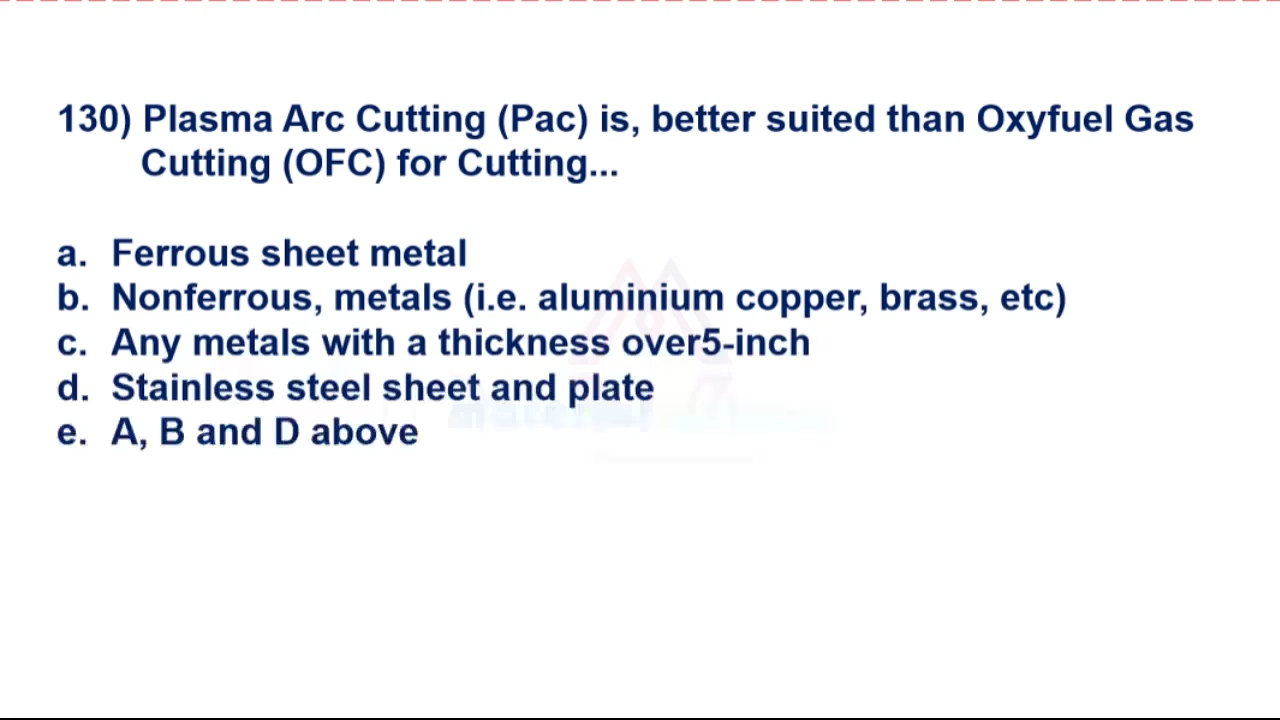 130) Plasma Arc Cutting (Pac) is, better suited than Oxyfuel Gas
Cutting (OFC) for Cutting...
a. Ferrous sheet metal
b. Nonferrous, metals (i.e. aluminium copper, brass, etc)
c. Any metals with a thickness over5-inch
d. Stainless steel sheet and plate
e. A, B and D above